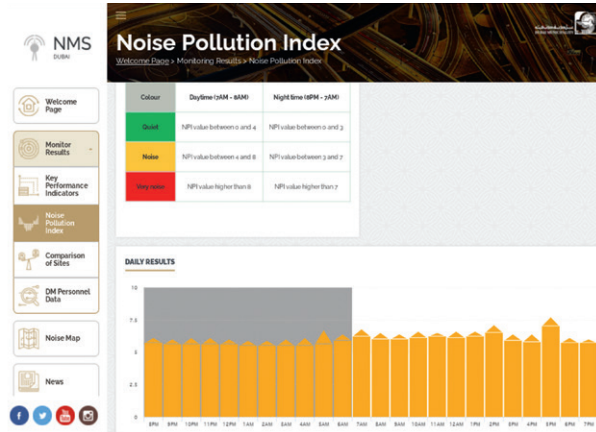 NMS
DUBAI
Noise Pollution Index
Welcome Page > Monitoring Results > Noise Pollution Index
Welcome
Page
Monitor
Results
Key
Performance
Indicators
Noise
Pollution
Index
Comparison
of Sites
DM Personnel
Data
Noise Map
News
Colour Daytime (7AM - 8AM) Night time (8PM - 7AM)
Quiet NPI value between 0 and 4 NPI value between 0 and 3
Noise NPI value between 4 and 8 NPI value between 3 and 7
Very noise NPI value higher than 8 NPI value higher than 7
DAILY RESULTS
10
7.5
5
2.5
0
8PM 9PM 10PM 11PM 12PM 1AM 2AM 3AM 4AM 5AM 6AM 7AM 8AM 9AM 10AM 11AM 12AM 1PM 2PM 3PM 4PM 5PM 6PM 7PM